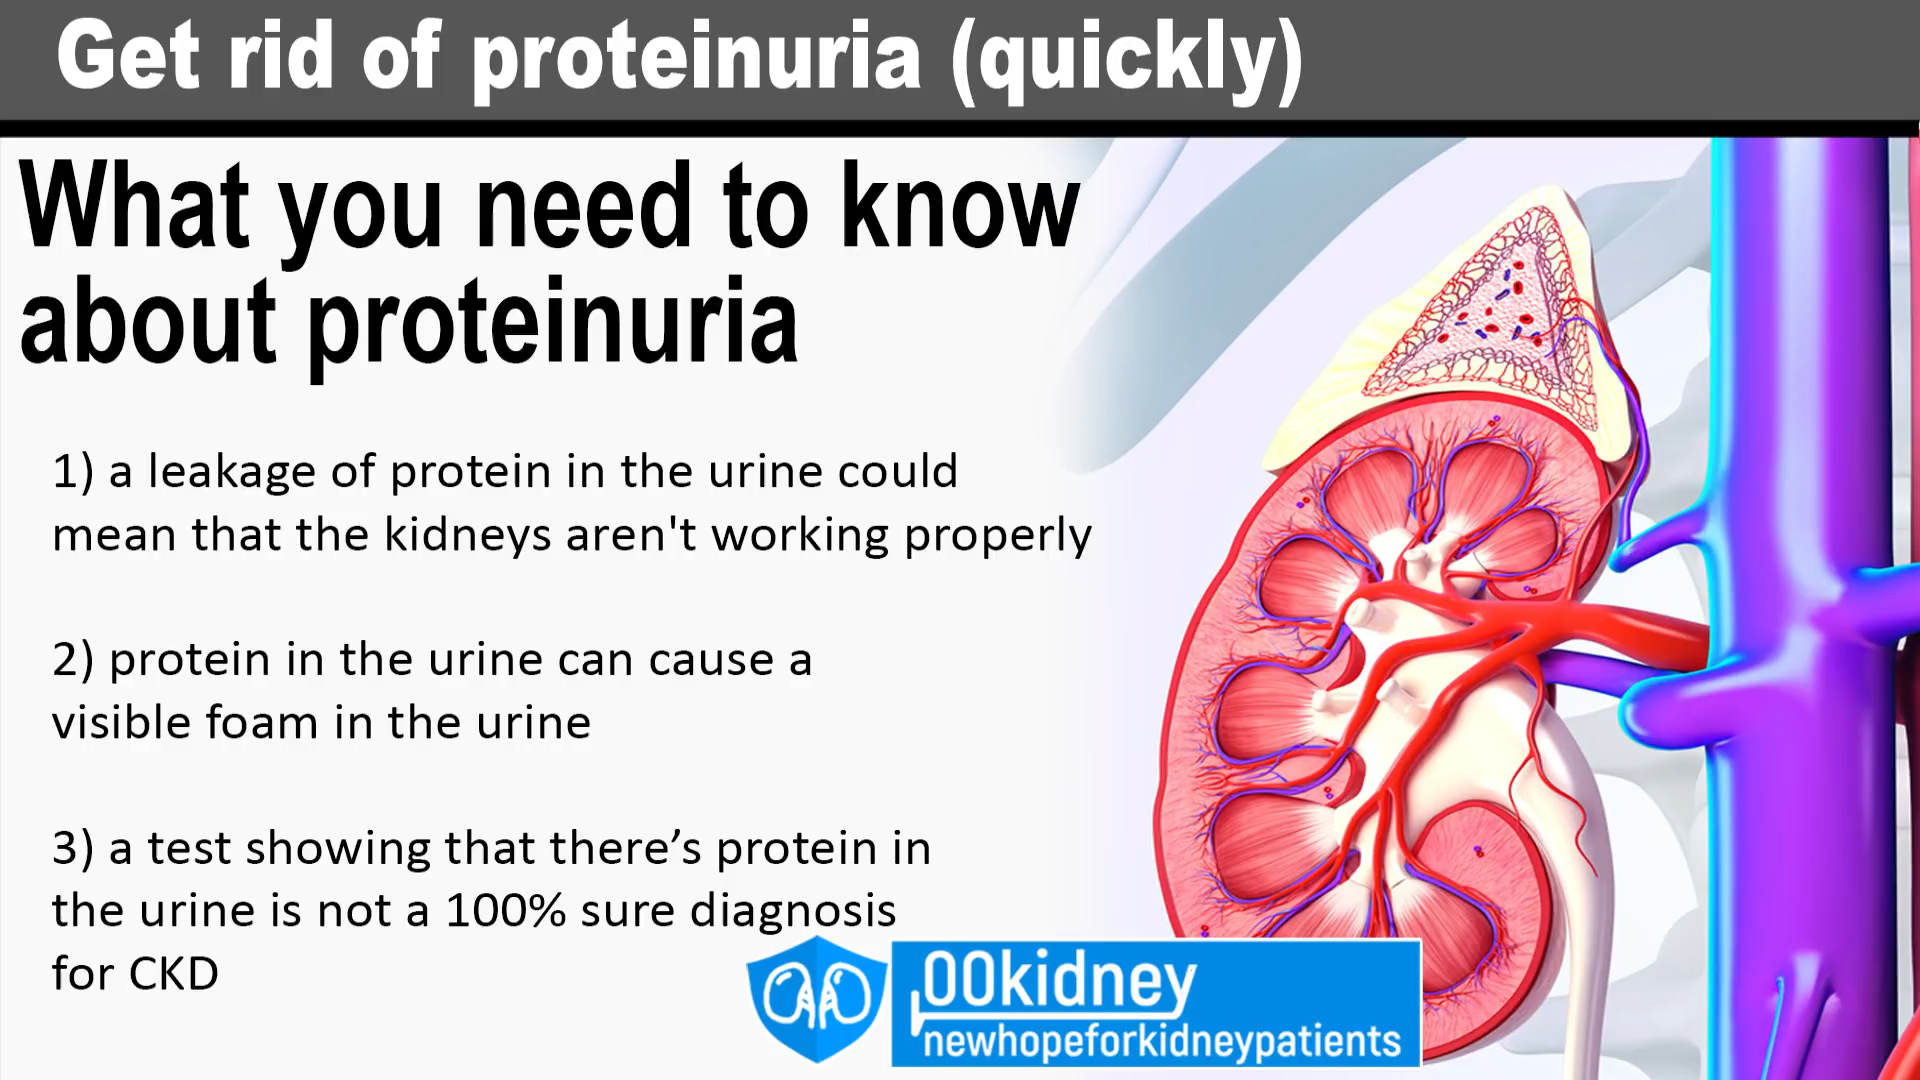 Get rid of proteinuria (quickly)
What you need to know
about proteinuria
1) a leakage of protein in the urine could
mean that the kidneys aren't working properly
2) protein in the urine can cause a
visible foam in the urine
3) a test showing that there’s protein in
the urine is not a 100% sure diagnosis
for CKD
00kidney
newhopeforkidneypatients